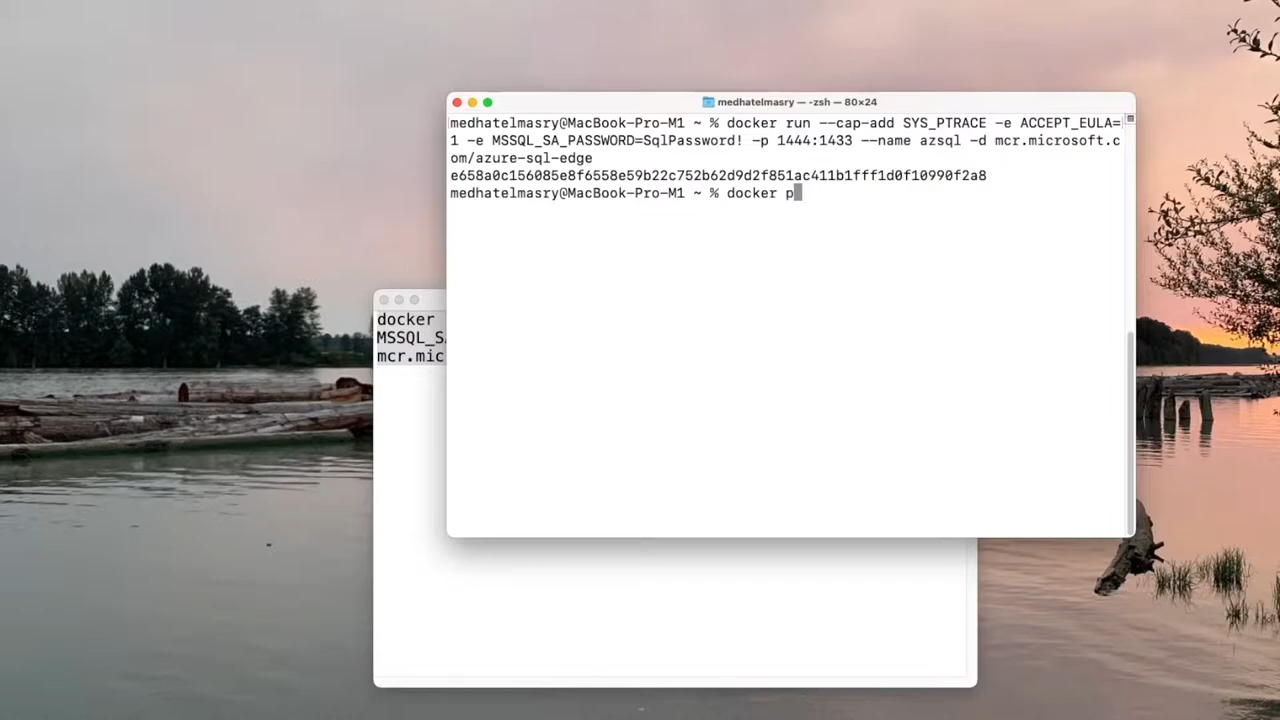 medhatelmasry — -zsh — 80×24
medhatelmasry@MacBook-Pro-M1 ~ % docker run --cap-add SYS_PTRACE -e ACCEPT_EULA=
1 -e MSSQL_SA_PASSWORD=SqlPassword! -p 1444:1433 --name azsql -d mcr.microsoft.c
om/azure-sql-edge
e658a0c156085e8f6558e59b22c752b62d9d2f851ac411b1fff1d0f10990f2a8
medhatelmasry@MacBook-Pro-M1 ~ % docker p
docker
MSSQL_SA
mcr.mic